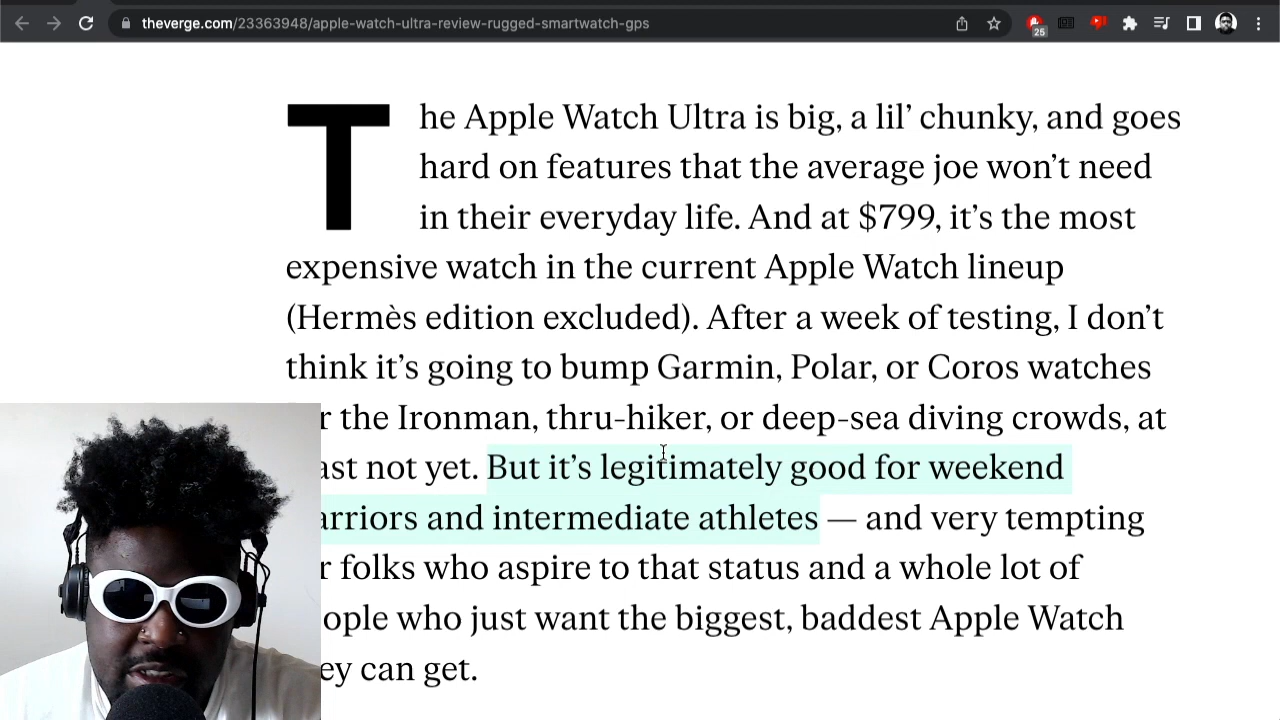 theverge.com/23363948/apple-watch-ultra-review-rugged-smartwatch-gps
25
The Apple Watch Ultra is big, a lil’ chunky, and goes
hard on features that the average joe won’t need
in their everyday life. And at $799, it’s the most
expensive watch in the current Apple Watch lineup
(Hermès edition excluded). After a week of testing, I don’t
think it’s going to bump Garmin, Polar, or Coros watches
r the Ironman, thru-hiker, or deep-sea diving crowds, at
ast not yet. But it’s legitimately good for weekend
arriors and intermediate athletes — and very tempting
r folks who aspire to that status and a whole lot of
ople who just want the biggest, baddest Apple Watch
ey can get.